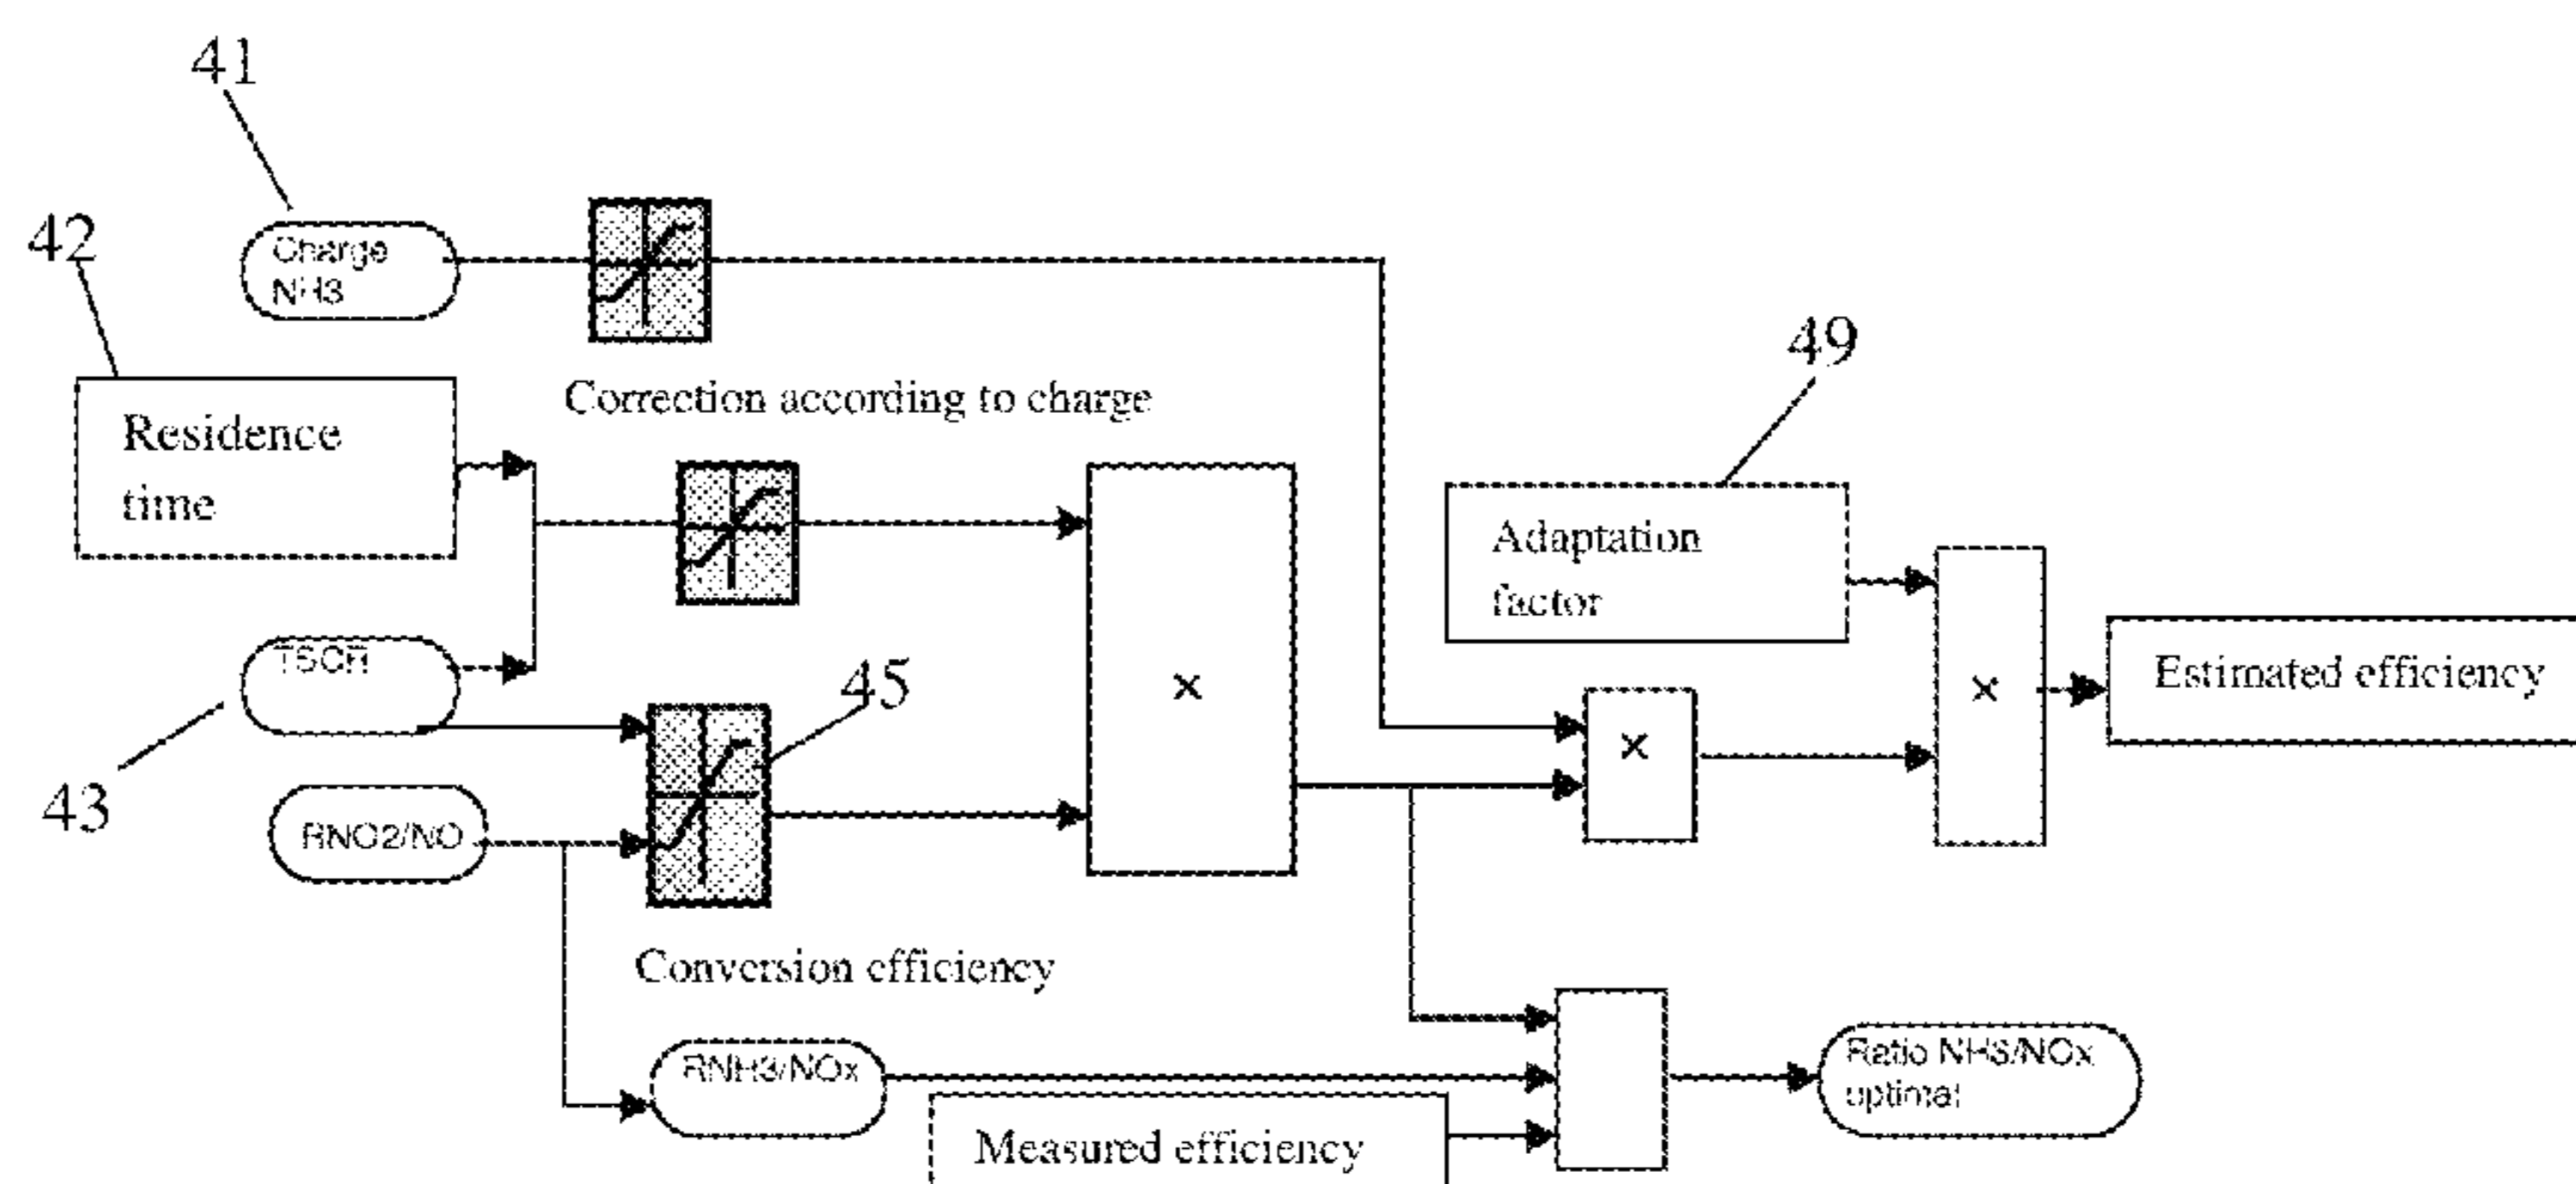 41
42
Charge
NH3
49
Correction according to charge
Residence
time
Adaptation
factor
TSCR
45
×
×
×
Estimated efficiency
43
RNO2/NO
Conversion efficiency
RNH3/NOx
Ratio NH3/NOx
optimal
Measured efficiency